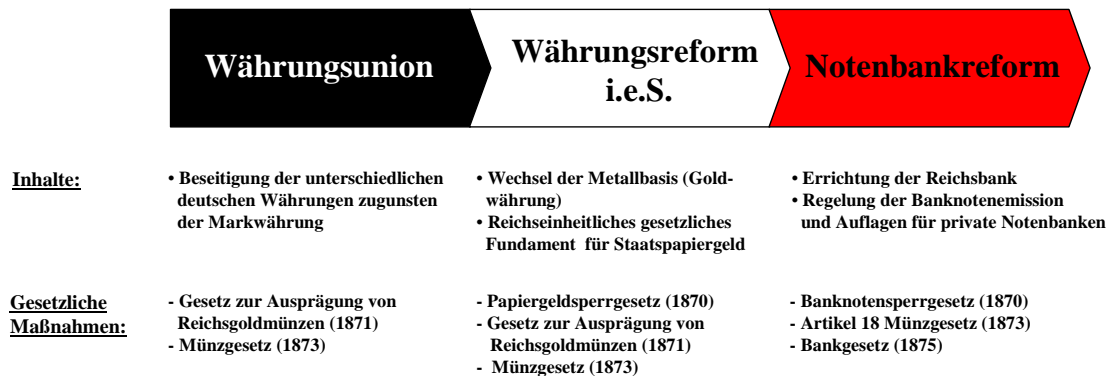 Währungsunion
Währungsreform
i.e.S.
Notenbankreform
Inhalte:
• Beseitigung der unterschiedlichen
deutschen Währungen zugunsten
der Markwährung
• Wechsel der Metallbasis (Gold-
währung)
• Reichseinheitliches gesetzliches
Fundament für Staatspapiergeld
• Errichtung der Reichsbank
• Regelung der Banknotenemission
und Auflagen für private Notenbanken
Gesetzliche
Maßnahmen:
- Gesetz zur Ausprägung von
Reichsgoldmünzen (1871)
- Münzgesetz (1873)
- Papiergeldsperrgesetz (1870)
- Gesetz zur Ausprägung von
Reichsgoldmünzen (1871)
- Münzgesetz (1873)
- Banknotensperrgesetz (1870)
- Artikel 18 Münzgesetz (1873)
- Bankgesetz (1875)